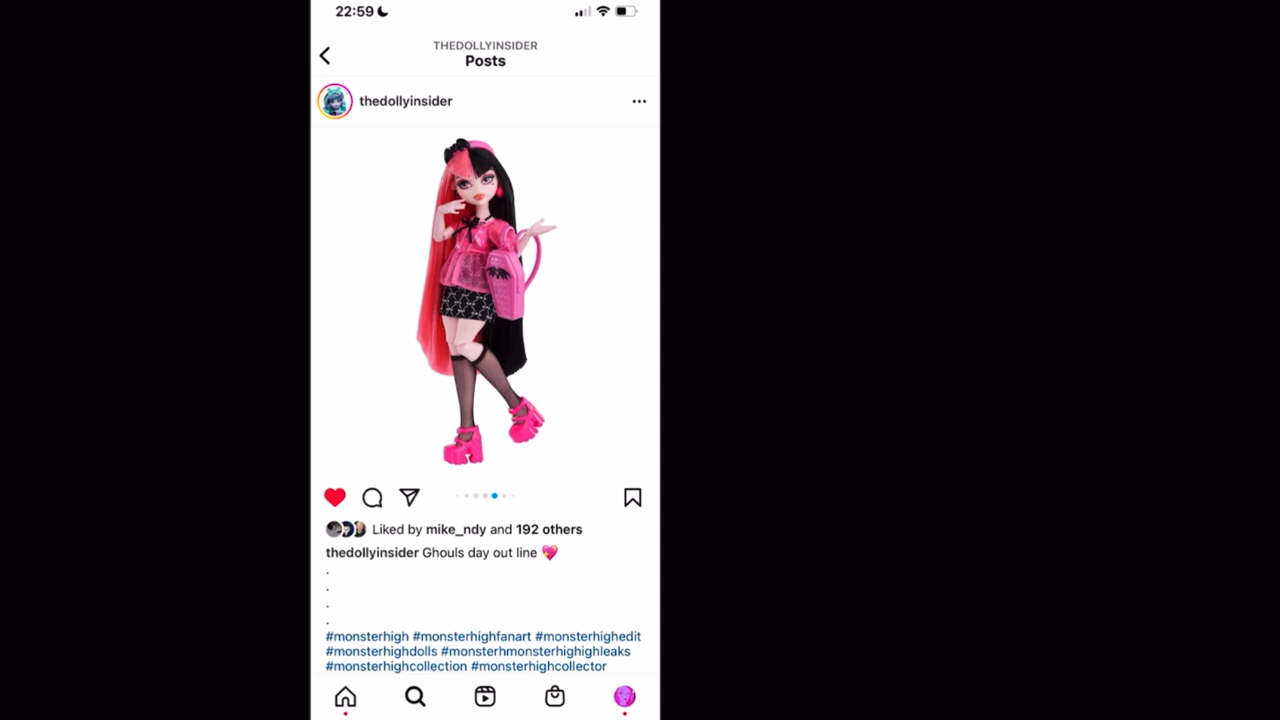 22:59
THEDOLLYINSIDER
Posts
thedollyinsider
Liked by mike_ndy and 192 others
thedollyinsider Ghouls day out line 💖
.
.
.
.
#monsterhigh #monsterhighfanart #monsterhighedit
#monsterhighdolls #monsterhmonsterhighighleaks
#monsterhighcollection #monsterhighcollector